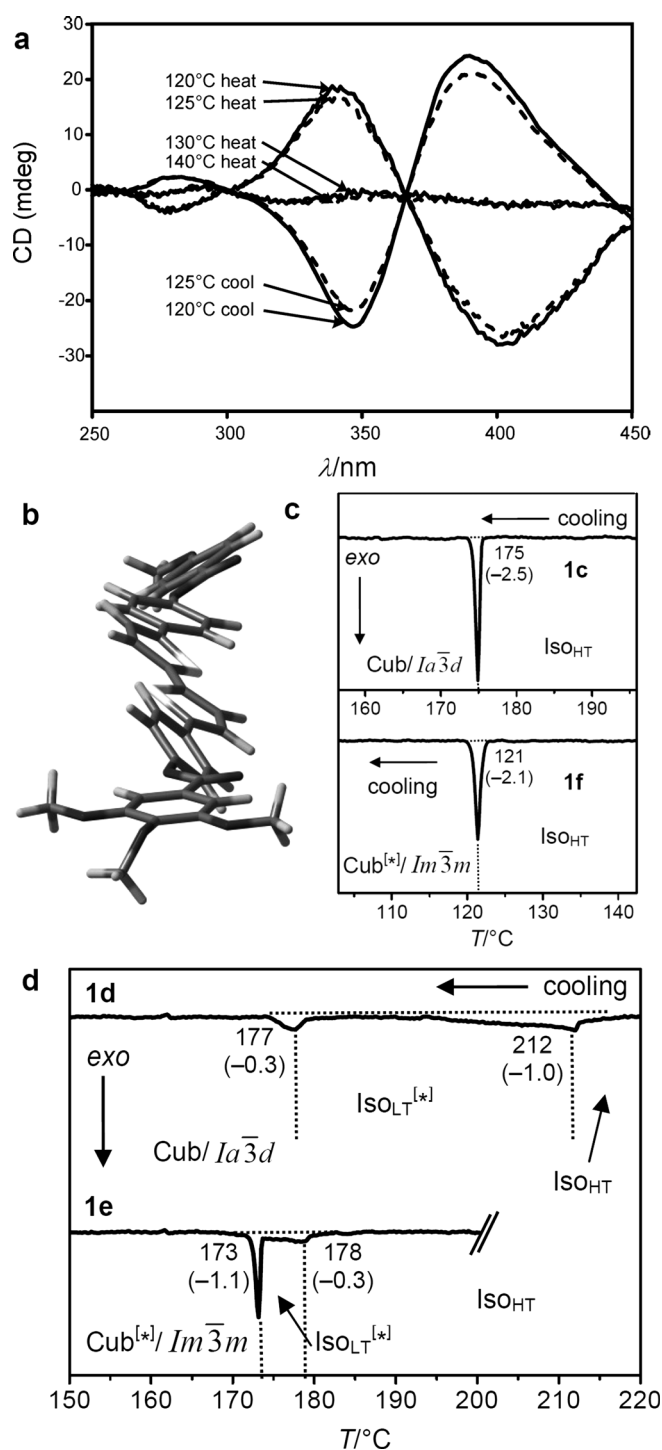 a
30
20
10
0
-10
-20
-30
CD (mdeg)
120°C heat
125°C heat
130°C heat
140°C heat
125°C cool
120°C cool
250 300 350 400 450
λ/nm
b
c
cooling
exo
175
(–2.5)
1c
Cub/ Ia3̅d
IsoHT
160 170 180 190
121
(–2.1)
1f
cooling
IsoHT
Cub[*]/ Im3̅m
110 120 130 140
T/°C
d
1d
cooling
exo
177
(–0.3)
212
(–1.0)
IsoLT[*]
Cub/ Ia3̅d
IsoHT
1e
173
(–1.1)
178
(–0.3)
IsoHT
Cub[*]/ Im3̅m
IsoLT[*]
150 160 170 180 190 200 210 220
T/°C